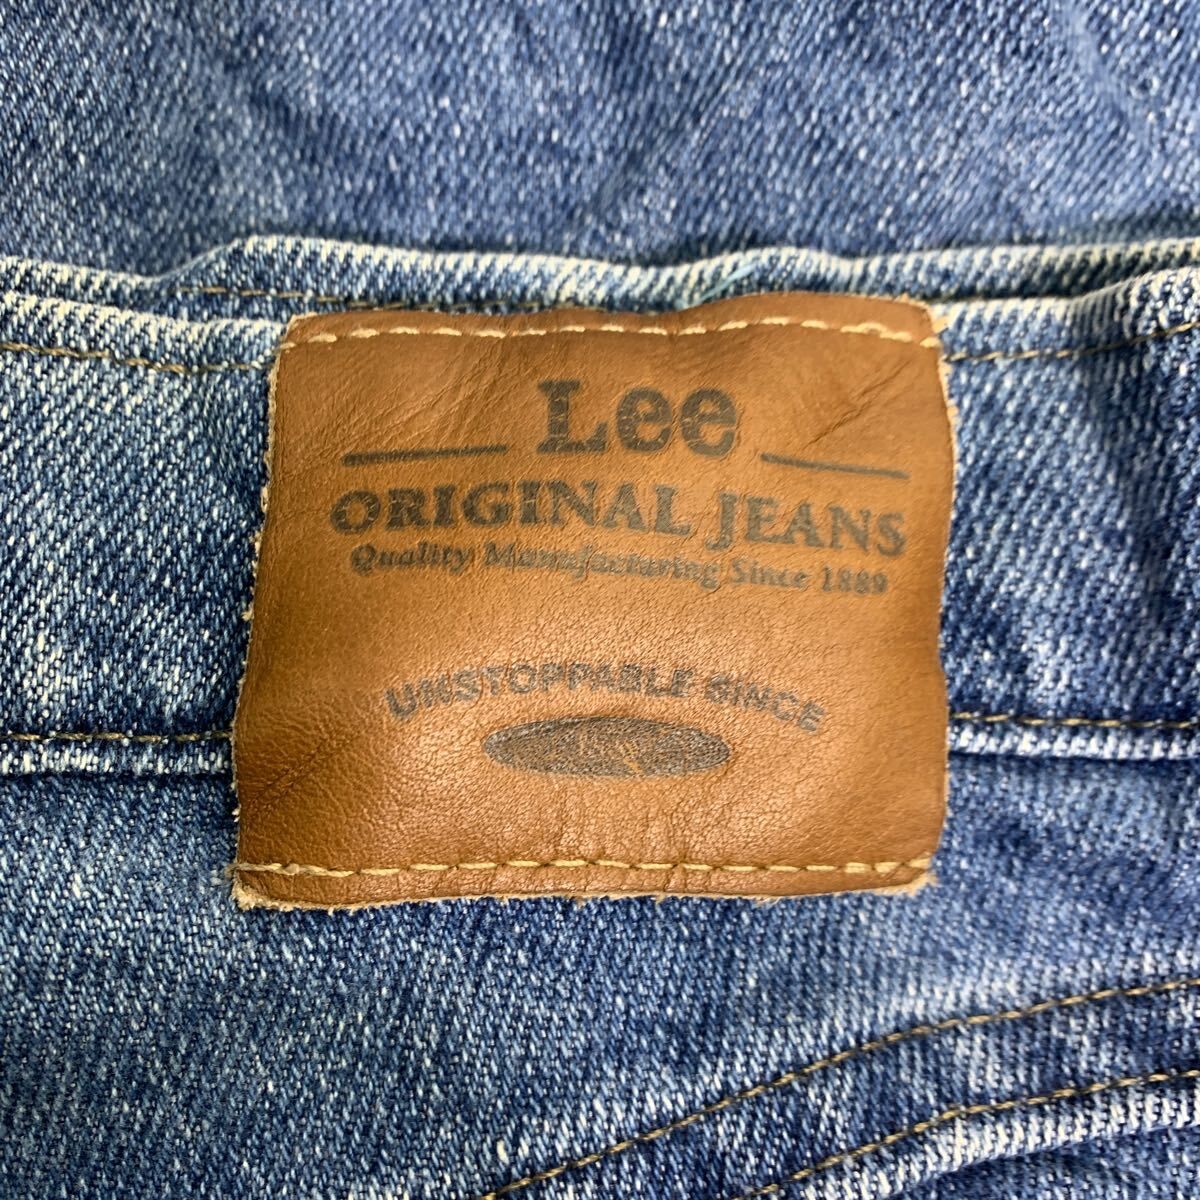 Lee
ORIGINAL JEANS
Quality Manufacturing Since 1889
UNSTOPPABLE SINCE